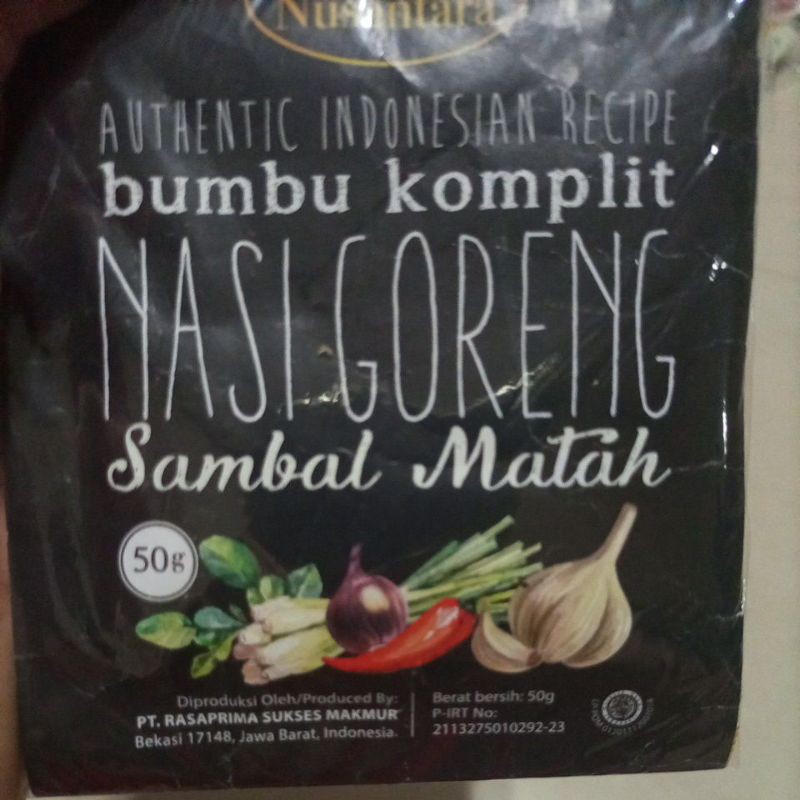 Nusantara
AUTHENTIC INDONESIAN RECIPE
bumbu komplit
NASI GORENG
Sambal Matah
50g
Diproduksi Oleh/Produced By:
PT. RASAPRIMA SUKSES MAKMUR
Bekasi 17148, Jawa Barat, Indonesia.
Berat bersih: 50g
P-IRT No:
2113275010292-23